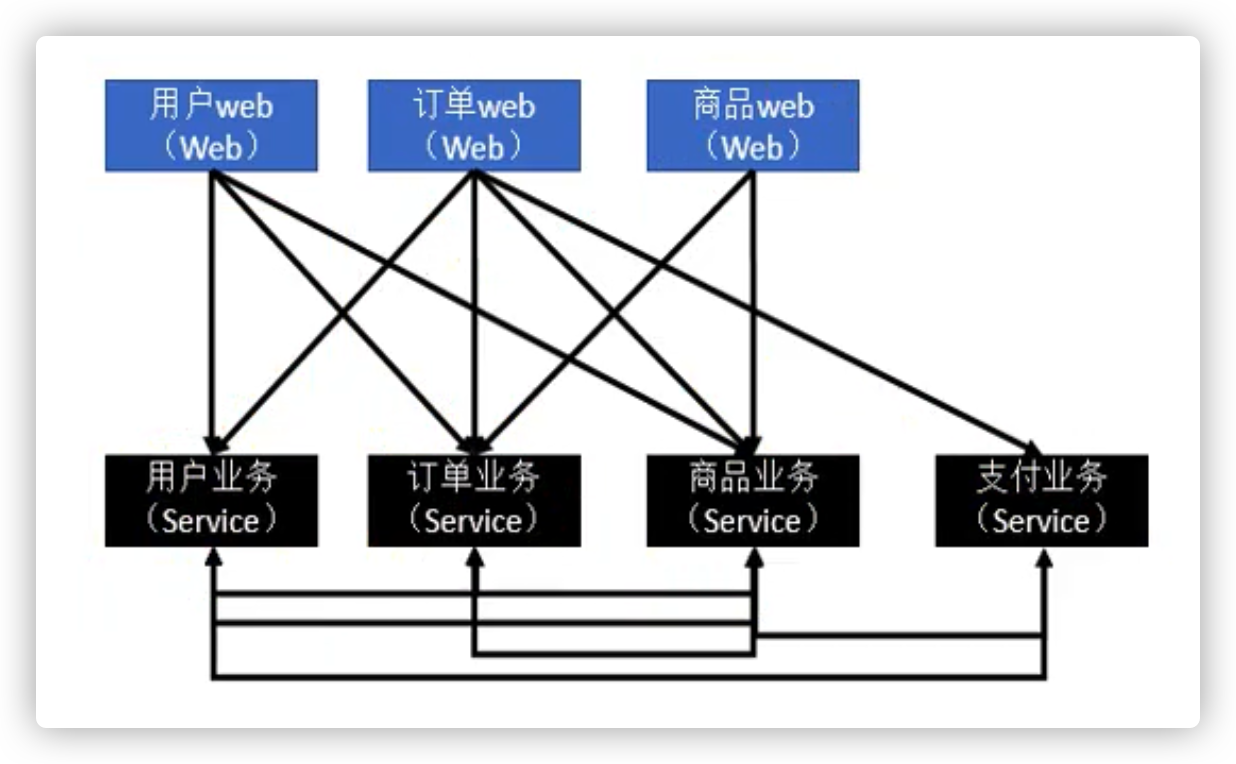 用户web
（Web）
订单web
（Web）
商品web
（Web）
用户业务
（Service）
订单业务
（Service）
商品业务
（Service）
支付业务
（Service）